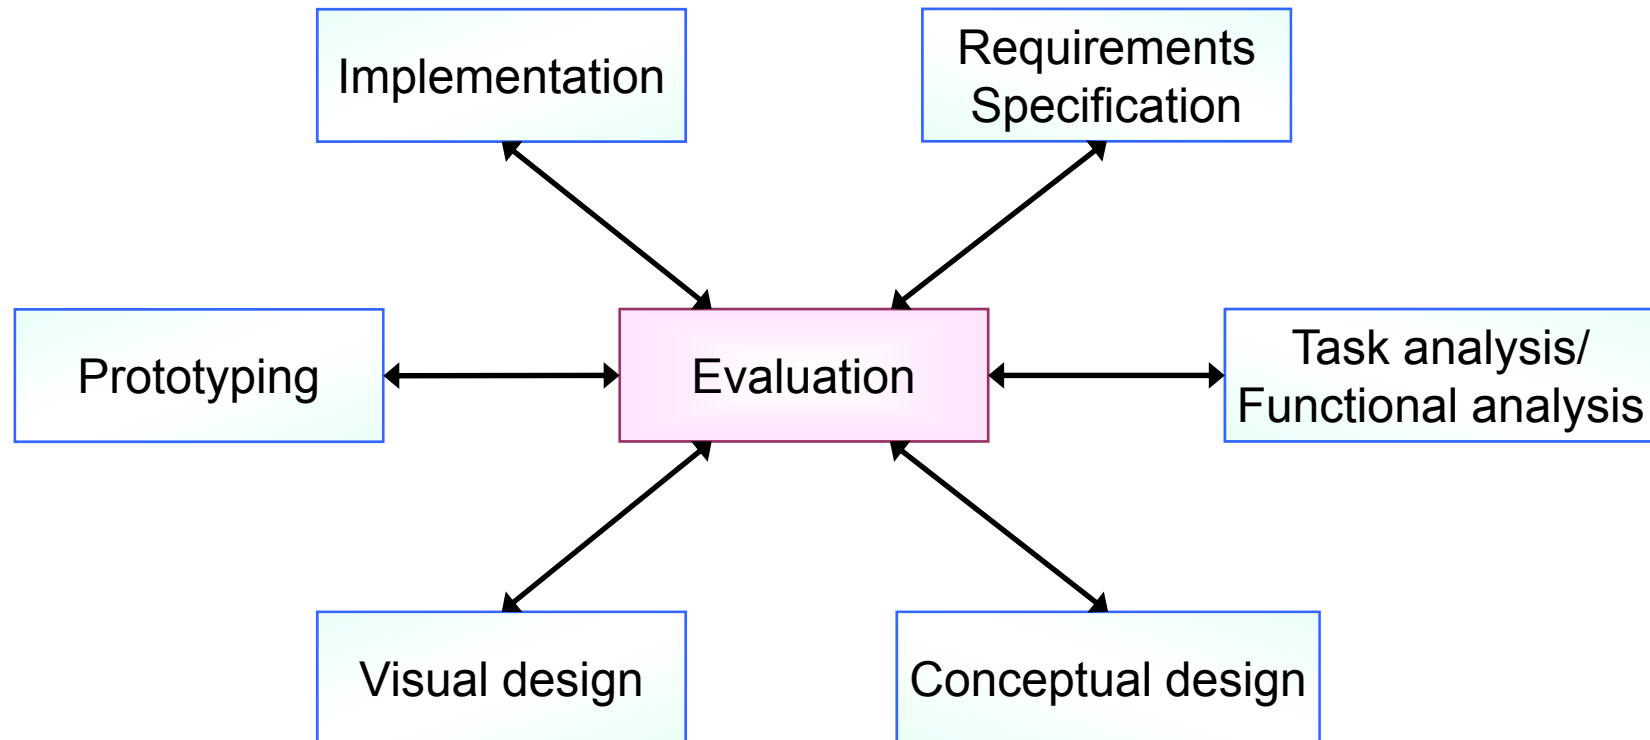 Implementation
Requirements
Specification
Prototyping
Evaluation
Task analysis/
Functional analysis
Visual design
Conceptual design